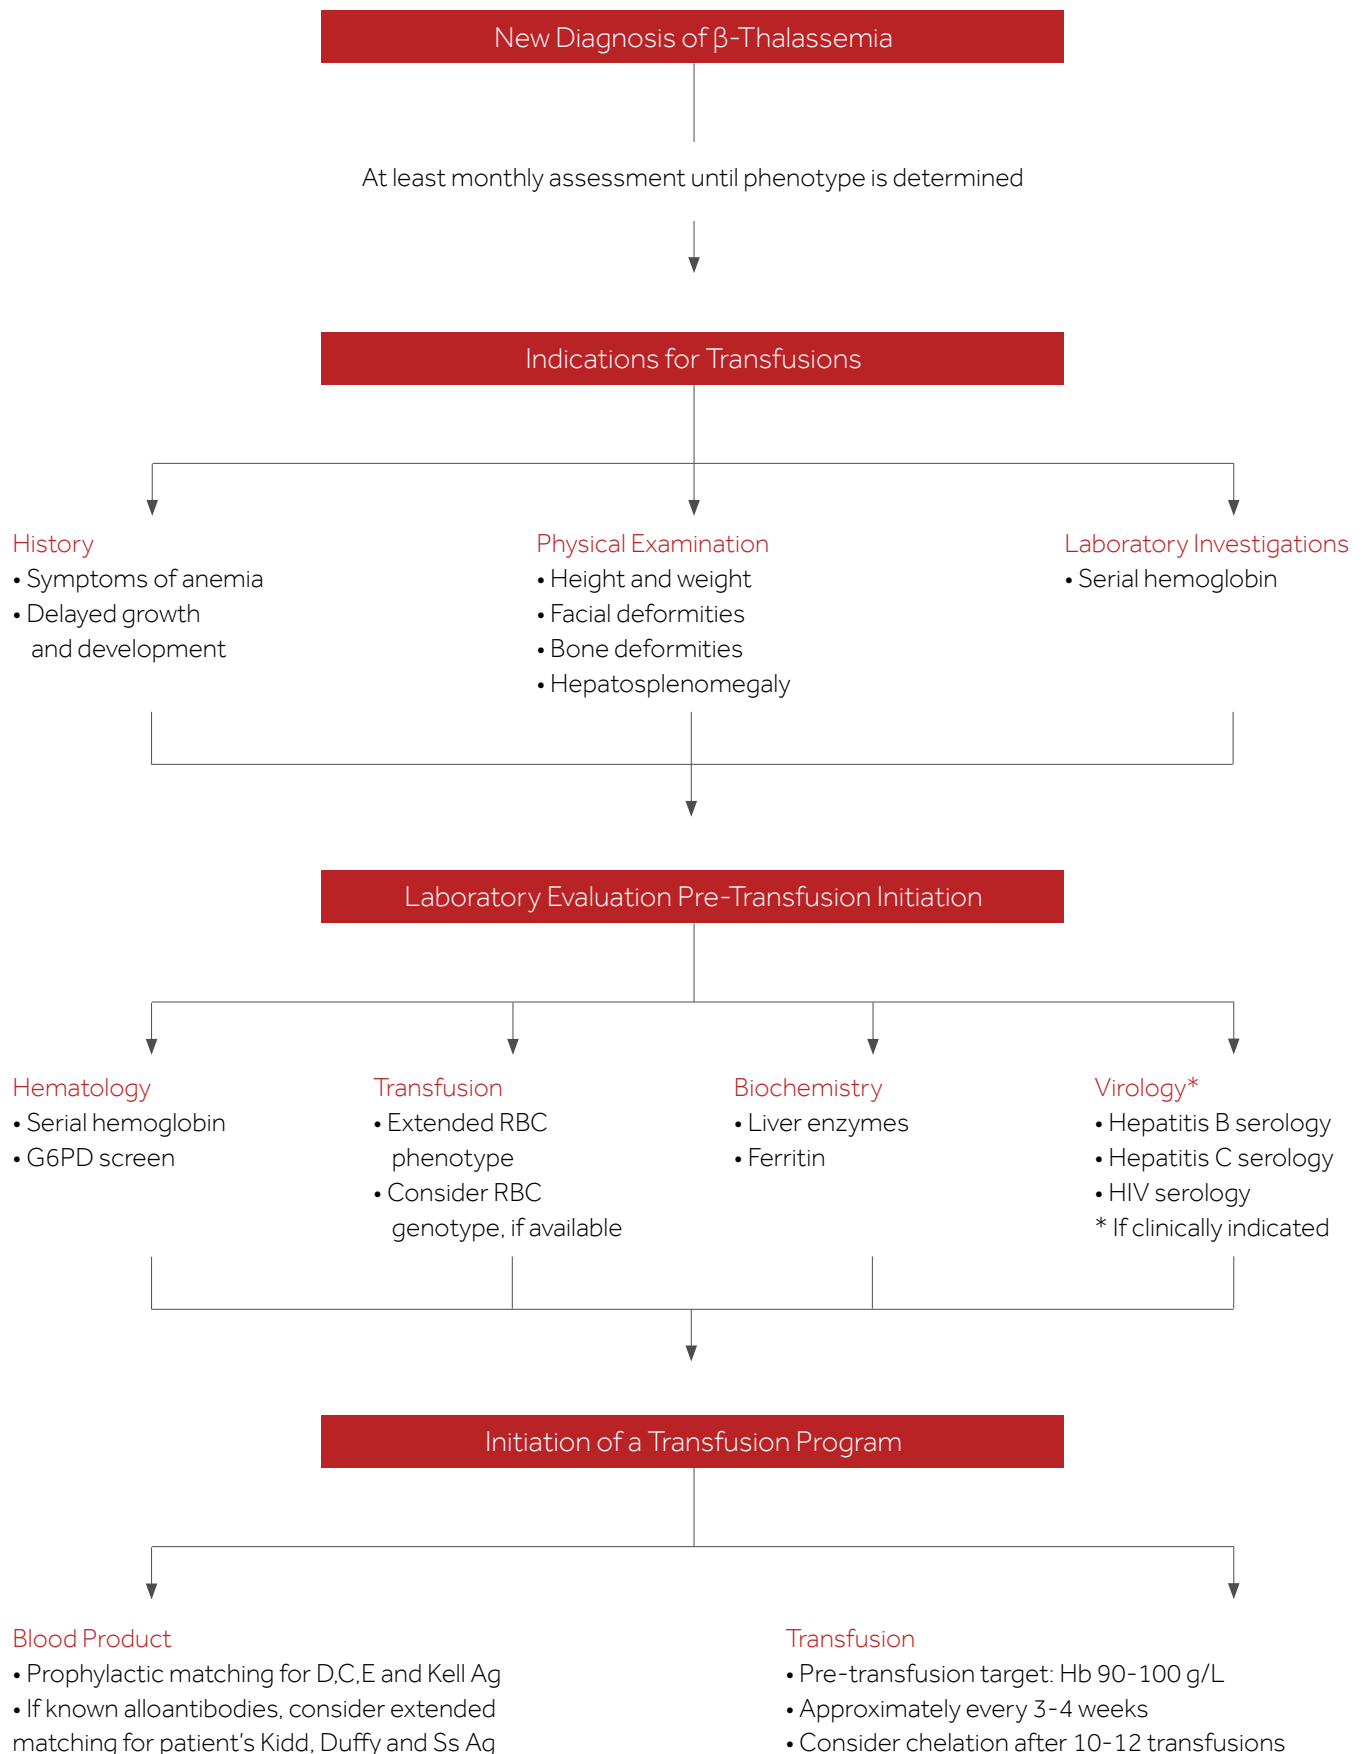 New Diagnosis of β-Thalassemia
At least monthly assessment until phenotype is determined
Indications for Transfusions
History
• Symptoms of anemia
• Delayed growth
and development
Physical Examination
• Height and weight
• Facial deformities
• Bone deformities
• Hepatosplenomegaly
Laboratory Investigations
• Serial hemoglobin
Laboratory Evaluation Pre-Transfusion Initiation
Hematology
• Serial hemoglobin
• G6PD screen
Transfusion
• Extended RBC
phenotype
• Consider RBC
genotype, if available
Biochemistry
• Liver enzymes
• Ferritin
Virology*
• Hepatitis B serology
• Hepatitis C serology
• HIV serology
* If clinically indicated
Initiation of a Transfusion Program
Blood Product
• Prophylactic matching for D,C,E and Kell Ag
• If known alloantibodies, consider extended
matching for patient's Kidd, Duffy and Ss Ag
Transfusion
• Pre-transfusion target: Hb 90-100 g/L
• Approximately every 3-4 weeks
• Consider chelation after 10-12 transfusions